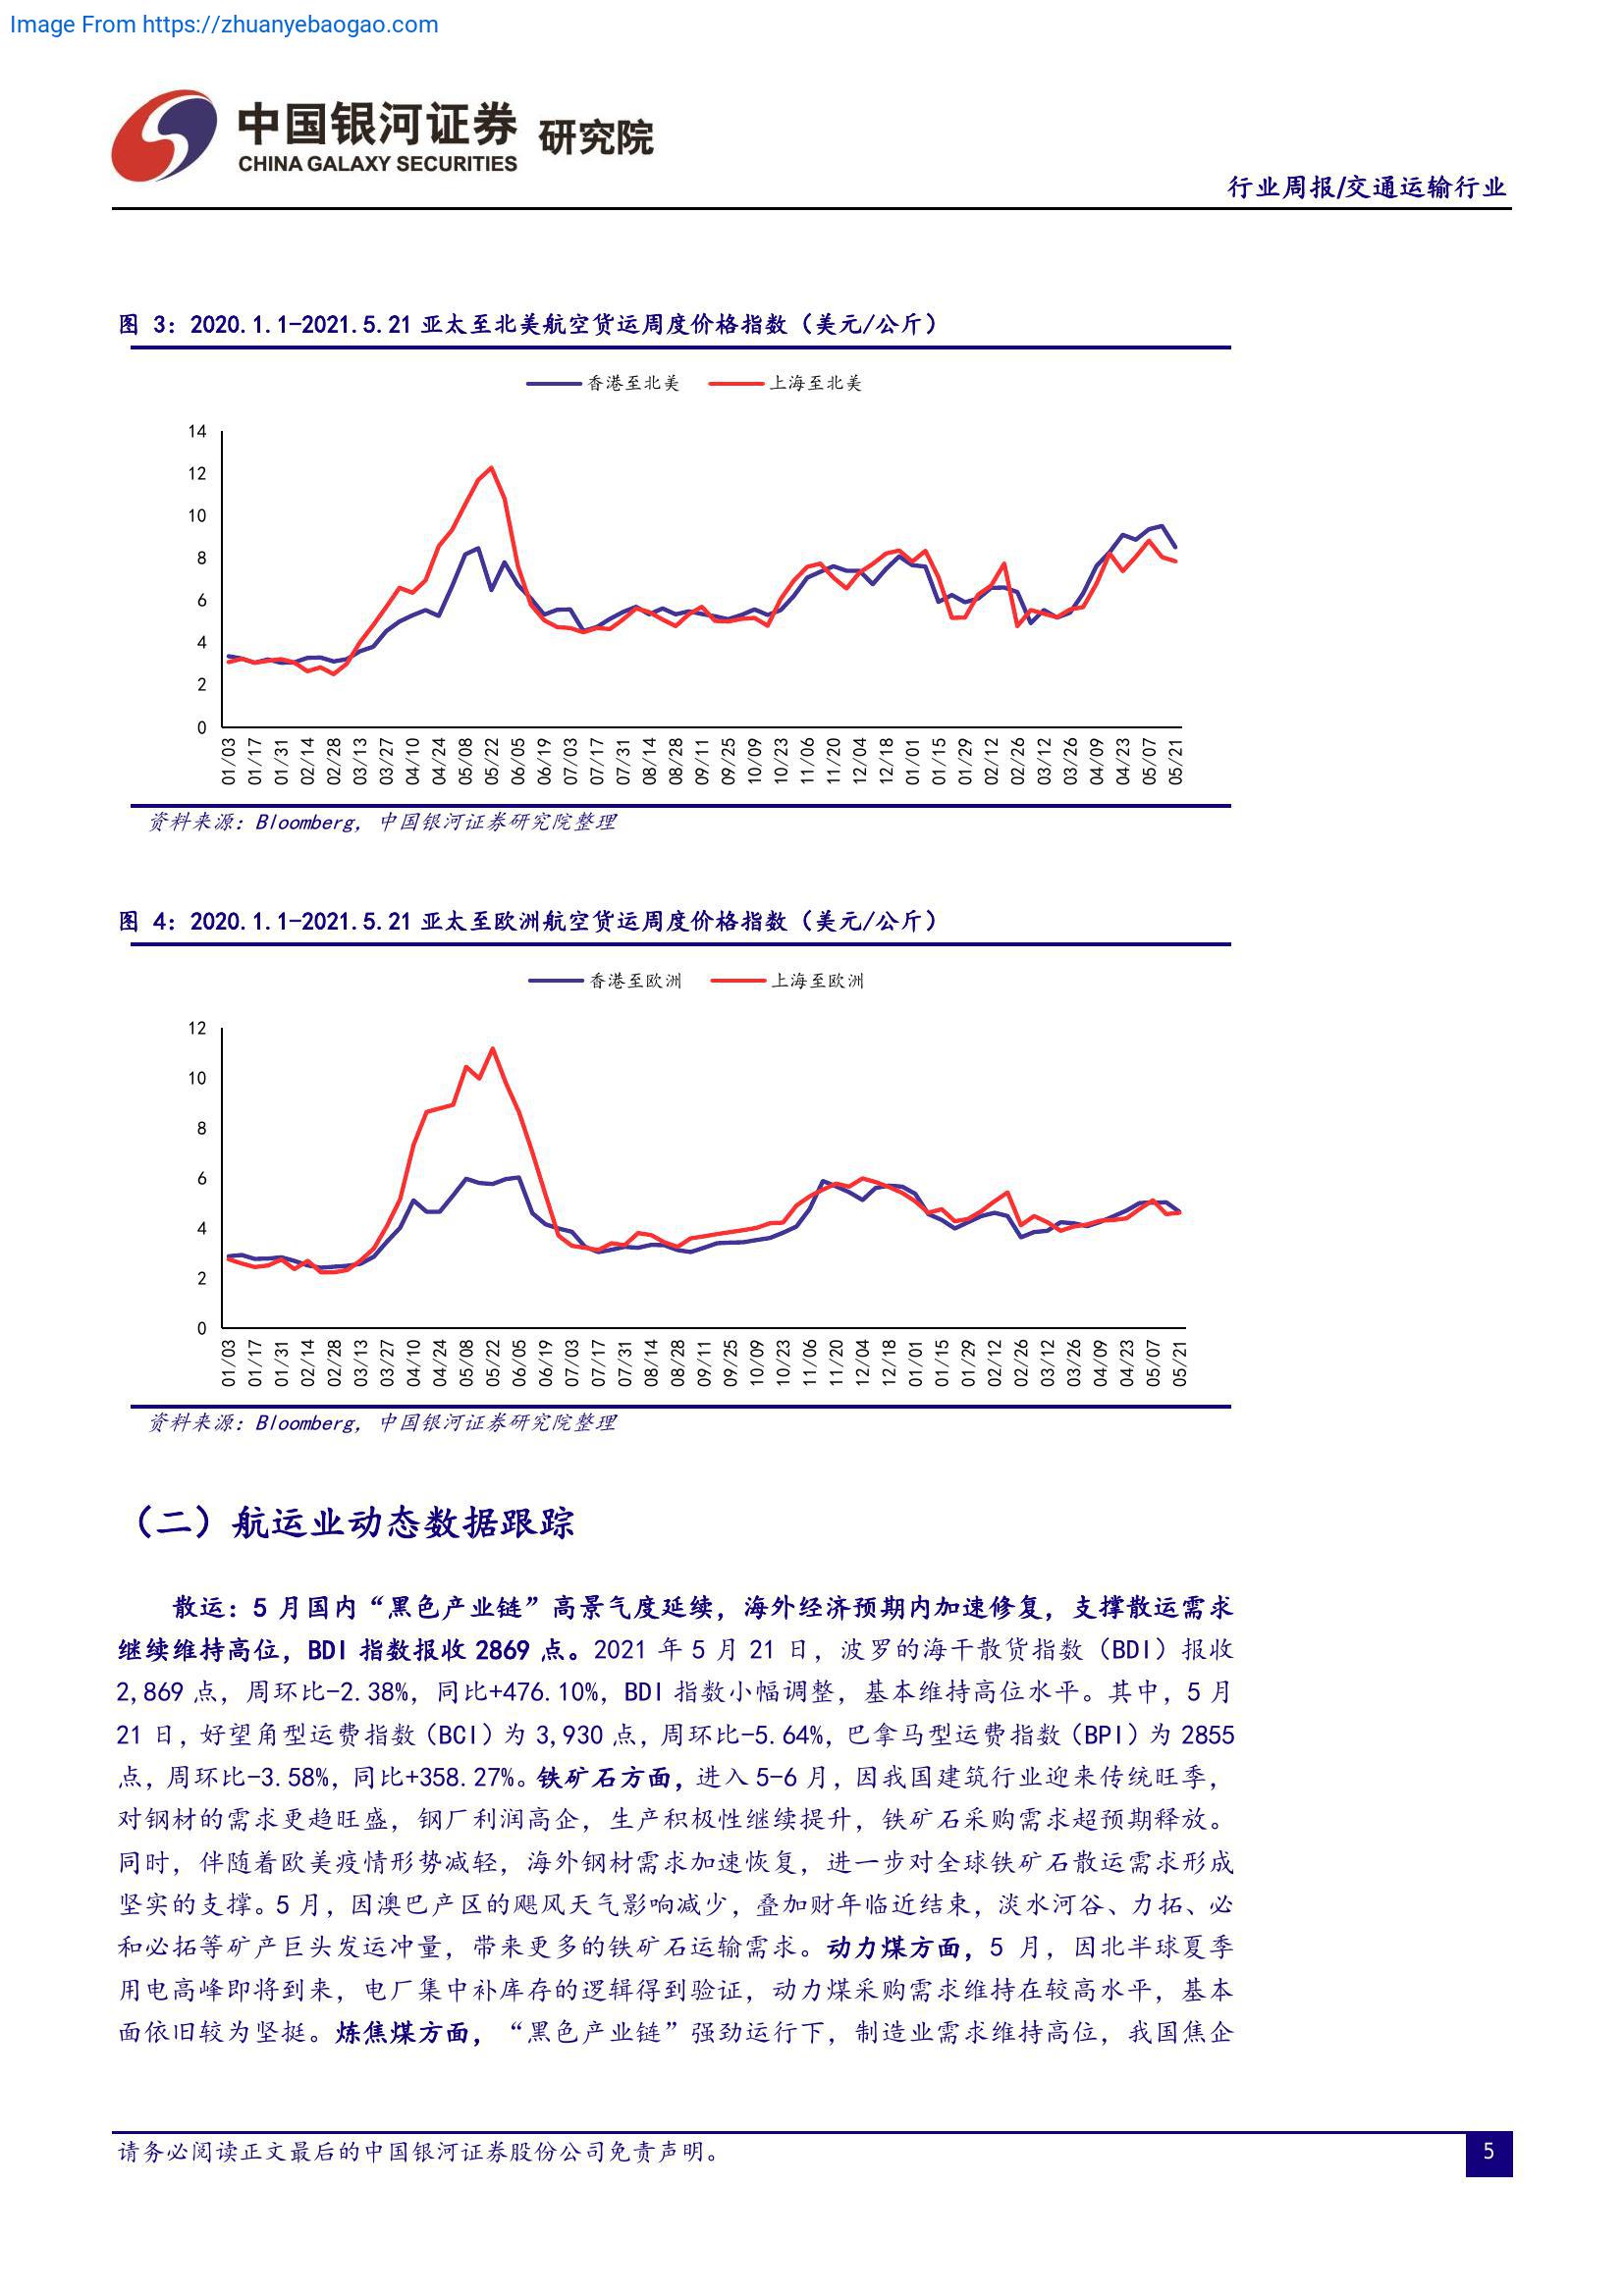 Image From https://zhuanyebaogao.com
中国银河证券 研究院
CHINA GALAXY SECURITIES
行业周报/交通运输行业
图 3：2020.1.1-2021.5.21 亚太至北美航空货运周度价格指数（美元/公斤）
香港至北美 上海至北美
14
12
10
8
6
4
2
0
01/03 01/17 01/31 02/14 02/28 03/13 03/27 04/10 04/24 05/08 05/22 06/05 06/19 07/03 07/17 07/31 08/14 08/28 09/11 09/25 10/09 10/23 11/06 11/20 12/04 12/18 01/01 01/15 01/29 02/12 02/26 03/12 03/26 04/09 04/23 05/07 05/21
资料来源：Bloomberg，中国银河证券研究院整理
图 4：2020.1.1-2021.5.21 亚太至欧洲航空货运周度价格指数（美元/公斤）
香港至欧洲 上海至欧洲
12
10
8
6
4
2
0
01/03 01/17 01/31 02/14 02/28 03/13 03/27 04/10 04/24 05/08 05/22 06/05 06/19 07/03 07/17 07/31 08/14 08/28 09/11 09/25 10/09 10/23 11/06 11/20 12/04 12/18 01/01 01/15 01/29 02/12 02/26 03/12 03/26 04/09 04/23 05/07 05/21
资料来源：Bloomberg，中国银河证券研究院整理
（二）航运业动态数据跟踪
散运：5 月国内“黑色产业链”高景气度延续，海外经济预期内加速修复，支撑散运需求
继续维持高位，BDI 指数报收 2869 点。2021 年 5 月 21 日，波罗的海干散货指数（BDI）报收
2,869 点，周环比-2.38%，同比+476.10%，BDI 指数小幅调整，基本维持高位水平。其中，5 月
21 日，好望角型运费指数（BCI）为 3,930 点，周环比-5.64%，巴拿马型运费指数（BPI）为 2855
点，周环比-3.58%，同比+358.27%。铁矿石方面，进入 5-6 月，因我国建筑行业迎来传统旺季，
对钢材的需求更趋旺盛，钢厂利润高企，生产积极性继续提升，铁矿石采购需求超预期释放。
同时，伴随着欧美疫情形势减轻，海外钢材需求加速恢复，进一步对全球铁矿石散运需求形成
坚实的支撑。5 月，因澳巴产区的飓风天气影响减少，叠加财年临近结束，淡水河谷、力拓、必
和必拓等矿产巨头发运冲量，带来更多的铁矿石运输需求。动力煤方面，5 月，因北半球夏季
用电高峰即将到来，电厂集中补库存的逻辑得到验证，动力煤采购需求维持在较高水平，基本
面依旧较为坚挺。炼焦煤方面，“黑色产业链”强劲运行下，制造业需求维持高位，我国焦企
请务必阅读正文最后的中国银河证券股份公司免责声明。
5